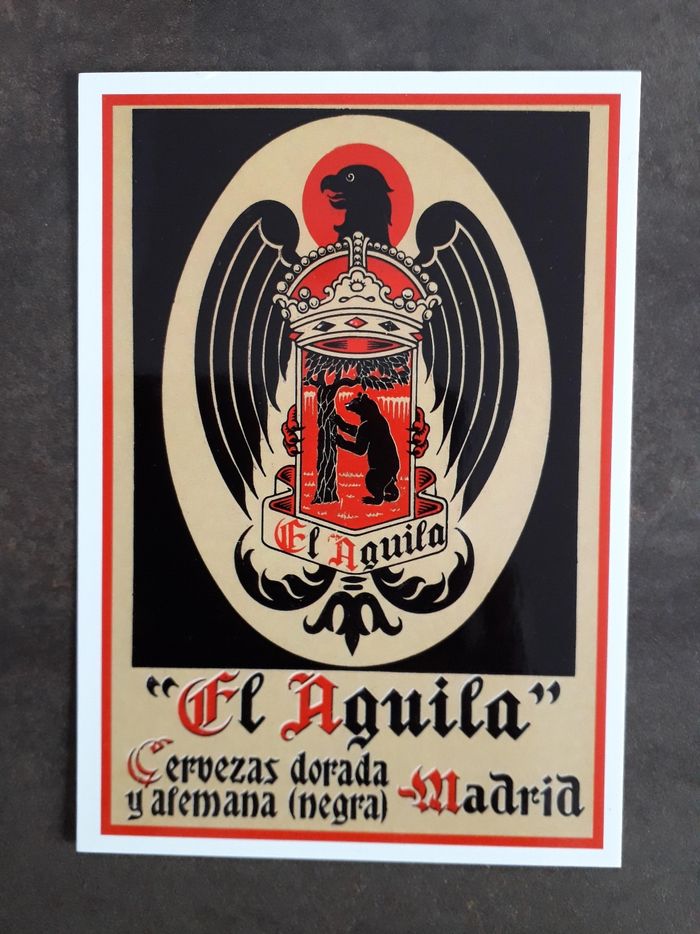 El Aguila
"El Aguila"
Cervezas dorada
y alemana (negra) Madrid